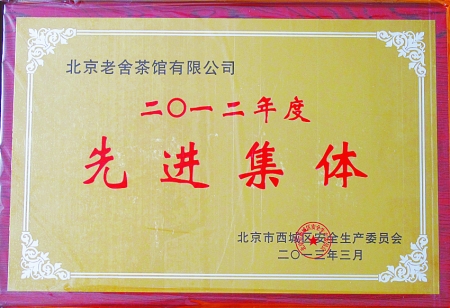 北京老舍茶馆有限公司
二〇一二年度
先进集体
北京市西城区安全生产委员会
二〇一三年三月